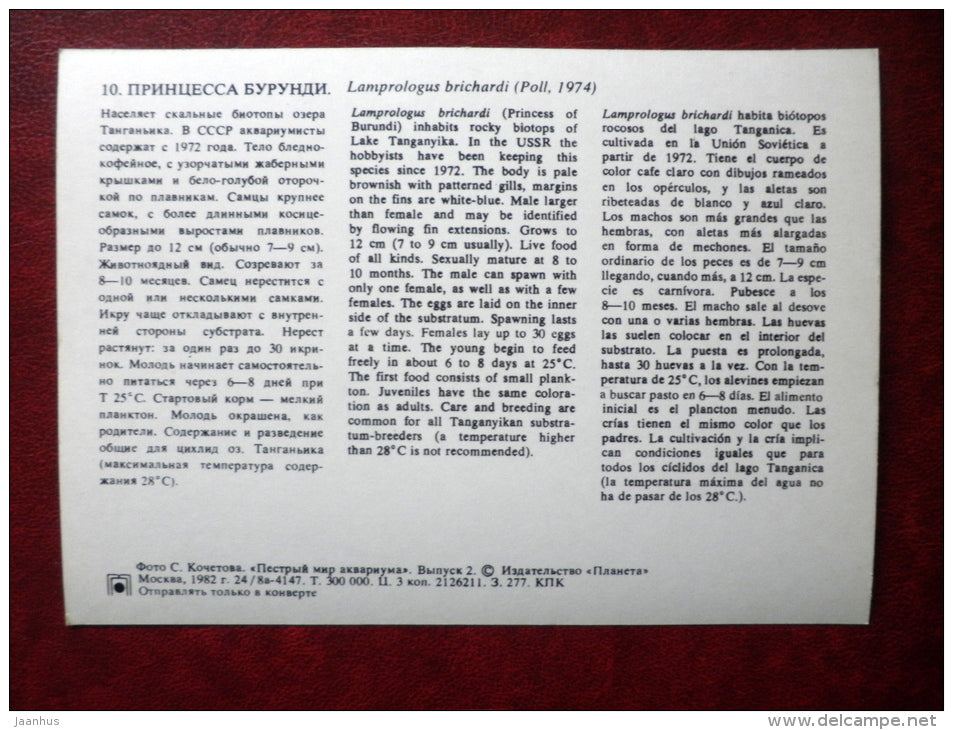 10. ПРИНЦЕССА БУРУНДИ. Lamprologus brichardi (Poll, 1974)
Населяет скальные биотопы озера
Танганьика. В СССР аквариумисты
содержат с 1972 года. Тело бледно-
кофейное, с узорчатыми жаберными
крышками и бело-голубой отороч-
кой по плавникам. Самцы крупнее
самок, с более длинными косице-
образными выростами плавников.
Размер до 12 см (обычно 7—9 см).
Животноядный вид. Созревают за
8—10 месяцев. Самец нерестится с
одной или несколькими самками.
Икру чаще откладывают с внутрен-
ней стороны субстрата. Нерест
растянут: за один раз до 30 икри-
нок. Молодь начинает самостоятель-
но питаться через 6—8 дней при
Т 25°С. Стартовый корм — мелкий
планктон. Молодь окрашена, как
родители. Содержание и разведение
общие для цихлид оз. Танганьика
(максимальная температура содер-
жания 28°С).
Lamprologus brichardi (Princess of
Burundi) inhabits rocky biotops of
Lake Tanganyika. In the USSR the
hobbyists have been keeping this
species since 1972. The body is pale
brownish with patterned gills, margins
on the fins are white-blue. Male larger
than female and may be identified
by flowing fin extensions. Grows to
12 cm (7 to 9 cm usually). Live food
of all kinds. Sexually mature at 8 to
10 months. The male can spawn with
only one female, as well as with a few
females. The eggs are laid on the inner
side of the substratum. Spawning lasts
a few days. Females lay up to 30 eggs
at a time. The young begin to feed
freely in about 6 to 8 days at 25°C.
The first food consists of small plank-
ton. Juveniles have the same colora-
tion as adults. Care and breeding are
common for all Tanganyikan substra-
tum-breeders (a temperature higher
than 28°C is not recommended).
Lamprologus brichardi habita biótopos
rocosos del lago Tanganica. Es
cultivada en la Unión Soviética a
partir de 1972. Tiene el cuerpo de
color cafe claro con dibujos rameados
en los opérculos, y las aletas son
ribeteadas de blanco y azul claro.
Los machos son más grandes que las
hembras, con aletas más alargadas
en forma de mechones. El tamaño
ordinario de los peces es de 7—9 cm
llegando, cuando más, a 12 cm. La espe-
cie es carnívora. Pubesce a los
8—10 meses. El macho sale al desove
con una o varias hembras. Las huevas
las suelen colocar en el interior del
substrato. La puesta es prolongada,
hasta 30 huevas a la vez. Con la tem-
peratura de 25°C, los alevines empiezan
a buscar pasto en 6—8 días. El alimento
inicial es el plancton menudo. Las
crías tienen el mismo color que los
padres. La cultivación y la cría impli-
can condiciones iguales que para
todos los cíclidos del lago Tanganica
(la temperatura máxima del agua no
ha de pasar de los 28°C.).
Фото С. Кочетова. «Пестрый мир аквариума». Выпуск 2. © Издательство «Планета»
Москва, 1982 г. 24/8а-4147. Т. 300 000. Ц. 3 коп. 2126211. З. 277. КПК
Отправлять только в конверте
jaanhus
www.delcampe.net